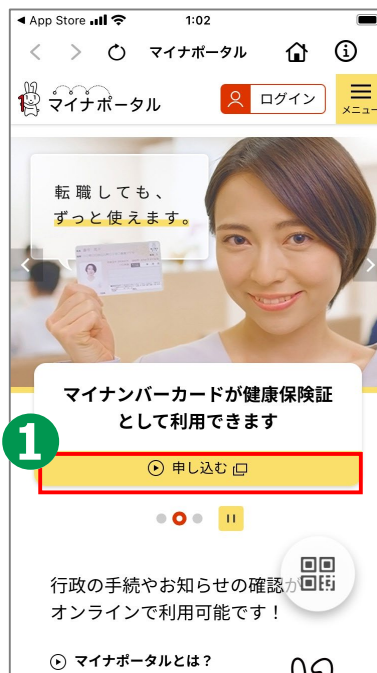 App Store
1:02
マイナポータル
マイナポータル
ログイン
メニュー
転職しても、
ずっと使えます。
マイナンバーカードが健康保険証
として利用できます
1
申し込む
行政の手続やお知らせの確認が
オンラインで利用可能です！
マイナポータルとは？